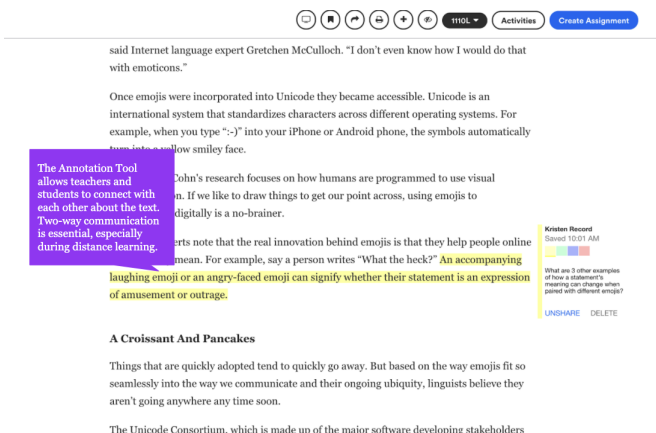 1110L
Activities
Create Assignment
said Internet language expert Gretchen McCulloch. “I don’t even know how I would do that
with emoticons.”
Once emojis were incorporated into Unicode they became accessible. Unicode is an
international system that standardizes characters across different operating systems. For
example, when you type “:-)” into your iPhone or Android phone, the symbols automatically
turn into a yellow smiley face.
The Annotation Tool
allows teachers and
students to connect with
each other about the text.
Two-way communication
is essential, especially
during distance learning.
Cohn’s research focuses on how humans are programmed to use visual
on. If we like to draw things to get our point across, using emojis to
digitally is a no-brainer.
erts note that the real innovation behind emojis is that they help people online
mean. For example, say a person writes “What the heck?” An accompanying
laughing emoji or an angry-faced emoji can signify whether their statement is an expression
of amusement or outrage.
Kristen Record
Saved 10:01 AM
What are 3 other examples
of how a statement's
meaning can change when
paired with different emojis?
UNSHARE DELETE
A Croissant And Pancakes
Things that are quickly adopted tend to quickly go away. But based on the way emojis fit so
seamlessly into the way we communicate and their ongoing ubiquity, linguists believe they
aren’t going anywhere any time soon.
The Unicode Consortium, which is made up of the major software developing stakeholders